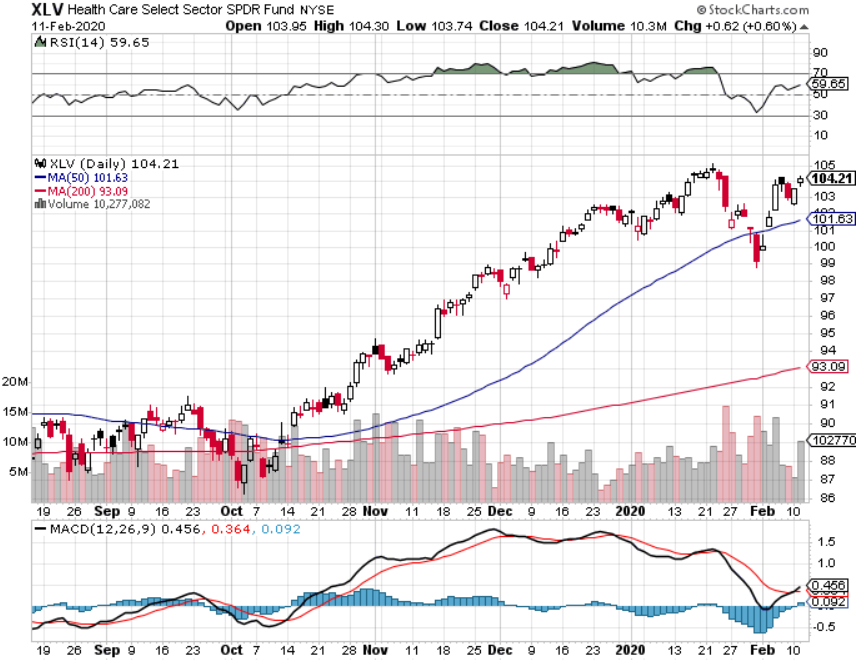 XLV Health Care Select Sector SPDR Fund NYSE © StockCharts.com
11-Feb-2020 Open 103.95 High 104.30 Low 103.74 Close 104.21 Volume 10.3M Chg +0.62 (+0.60%)
RSI(14) 59.65
90
70
59.65
50
30
10
XLV (Daily) 104.21
MA(50) 101.63
MA(200) 93.09
Volume 10,277,082
105
104.21
103
102
101.63
101
100
99
98
97
96
95
94
93.09
92
91
90
102770
88
87
86
20M
15M
10M
5M
19 26 Sep 9 16 23 Oct 7 14 21 28 Nov 11 18 25 Dec 9 16 23 2020 13 21 27 Feb 10
MACD(12,26,9) 0.456, 0.364, 0.092
1.5
1.0
0.456
0.092
-0.5
19 26 Sep 9 16 23 Oct 7 14 21 28 Nov 11 18 25 Dec 9 16 23 2020 13 21 27 Feb 10